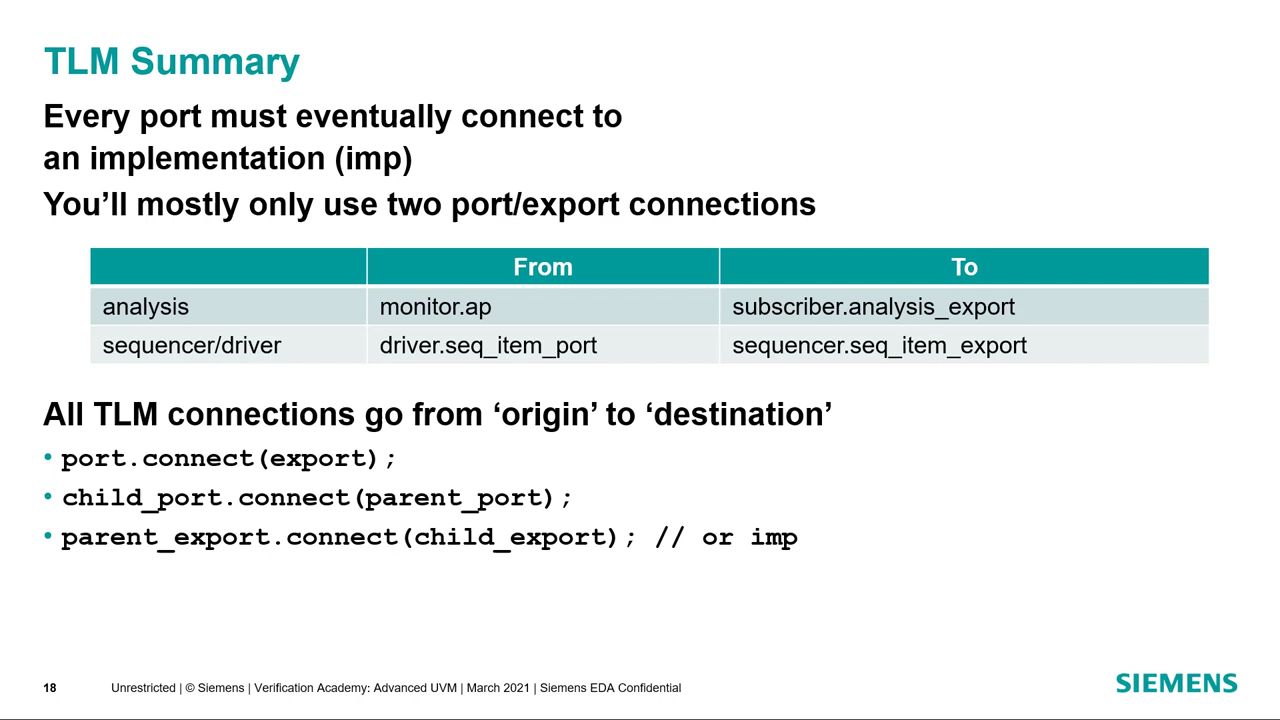 TLM Summary
Every port must eventually connect to
an implementation (imp)
You’ll mostly only use two port/export connections
From To
analysis monitor.ap subscriber.analysis_export
sequencer/driver driver.seq_item_port sequencer.seq_item_export
All TLM connections go from ‘origin’ to ‘destination’
• port.connect(export);
• child_port.connect(parent_port);
• parent_export.connect(child_export); // or imp
18 Unrestricted | © Siemens | Verification Academy: Advanced UVM | March 2021 | Siemens EDA Confidential
SIEMENS